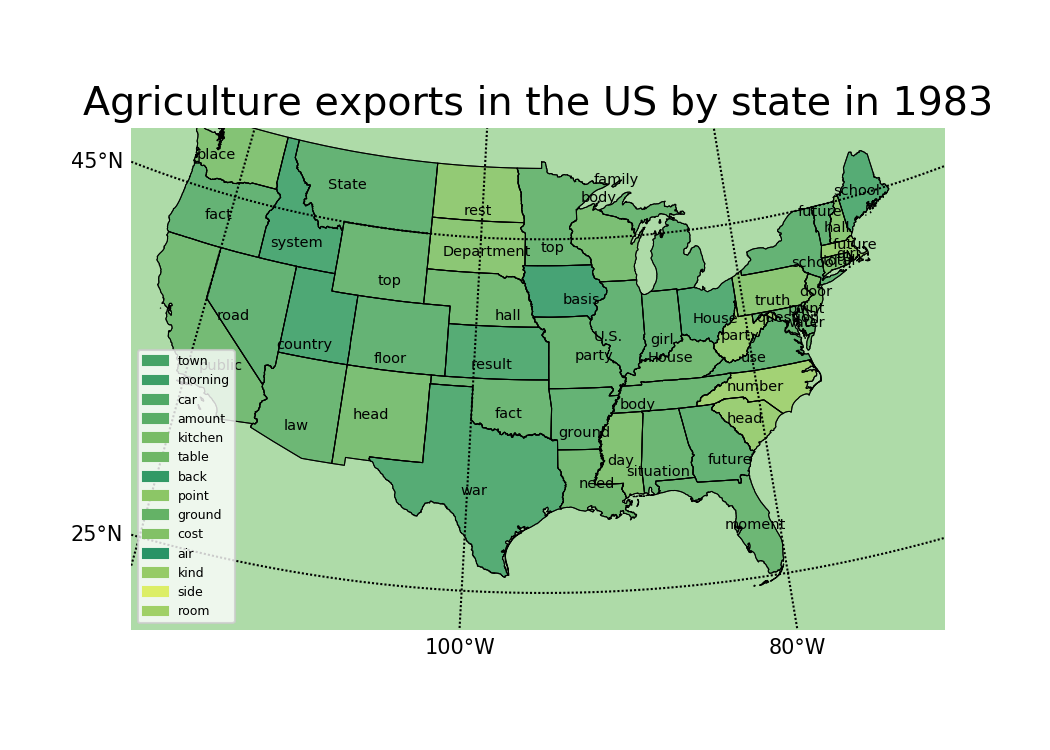 Agriculture exports in the US by state in 1983
45°N
25°N
100°W
80°W
place
fact
State
rest
family
body
school
future
hall
system
Department
top
future
school
top
door
truth
basis
road
hall
House
party
country
floor
result
U.S.
girl
party
House
use
public
number
head
fact
body
head
law
ground
day
situation
future
need
war
moment
question
water
point
town
morning
car
amount
kitchen
table
back
point
ground
cost
air
kind
side
room